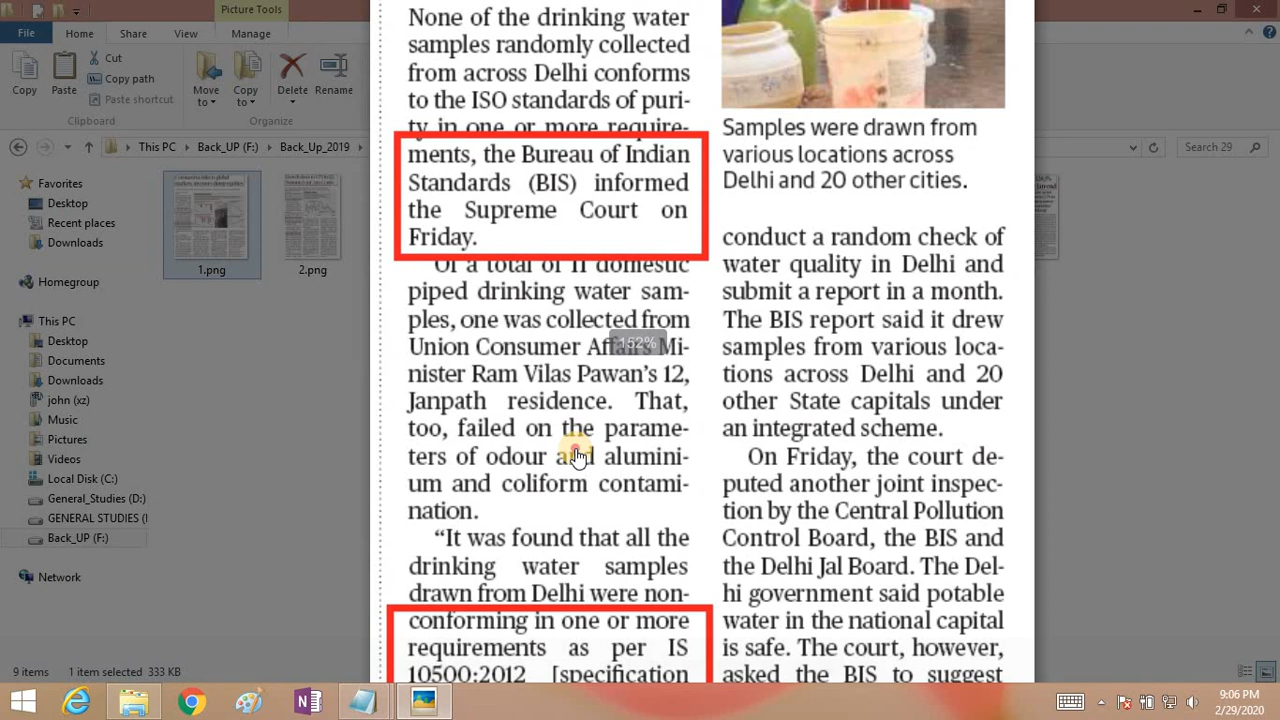 Picture Tools
File
Home
Share
View
Manage
Copy
Paste
Cut
Copy path
Paste shortcut
Move to
Copy to
Delete
Rename
Clipboard
Organize
This PC
Back_UP (F:)
Back_Up_2019
Search 29
Favorites
Desktop
Recent places
Downloads
Homegroup
This PC
Desktop
Documents
Downloads
john (xz)
Music
Pictures
Videos
Local Disk (C:)
General_Studies (D:)
GENERAL STUDIES (
Back_UP (F:)
Network
1.png
2.png
None of the drinking water
samples randomly collected
from across Delhi conforms
to the ISO standards of puri-
ty in one or more require-
ments, the Bureau of Indian
Standards (BIS) informed
the Supreme Court on
Friday.
Of a total of 11 domestic
piped drinking water sam-
ples, one was collected from
Union Consumer Affairs Mi-
nister Ram Vilas Pawan's 12,
Janpath residence. That,
too, failed on the parame-
ters of odour and alumini-
um and coliform contami-
nation.
"It was found that all the
drinking water samples
drawn from Delhi were non-
conforming in one or more
requirements as per IS
10500:2012 [specification
152%
Samples were drawn from
various locations across
Delhi and 20 other cities.
conduct a random check of
water quality in Delhi and
submit a report in a month.
The BIS report said it drew
samples from various loca-
tions across Delhi and 20
other State capitals under
an integrated scheme.
On Friday, the court de-
puted another joint inspec-
tion by the Central Pollution
Control Board, the BIS and
the Delhi Jal Board. The Del-
hi government said potable
water in the national capital
is safe. The court, however,
asked the BIS to suggest
9 items
1 item selected 333 KB
9:06 PM
2/29/2020